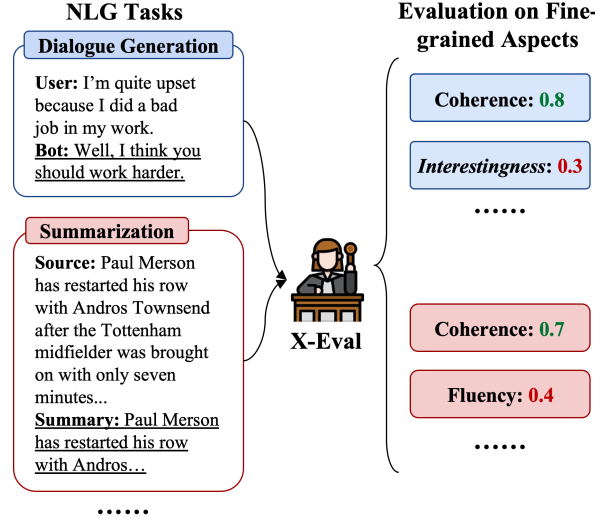 NLG Tasks
Dialogue Generation
User: I'm quite upset
because I did a bad
job in my work.
Bot: Well, I think you
should work harder.
Summarization
Source: Paul Merson
has restarted his row
with Andros Townsend
after the Tottenham
midfielder was brought
on with only seven
minutes...
Summary: Paul Merson
has restarted his row
with Andros…
......
X-Eval
Evaluation on Fine-
grained Aspects
Coherence: 0.8
Interestingness: 0.3
......
Coherence: 0.7
Fluency: 0.4
......